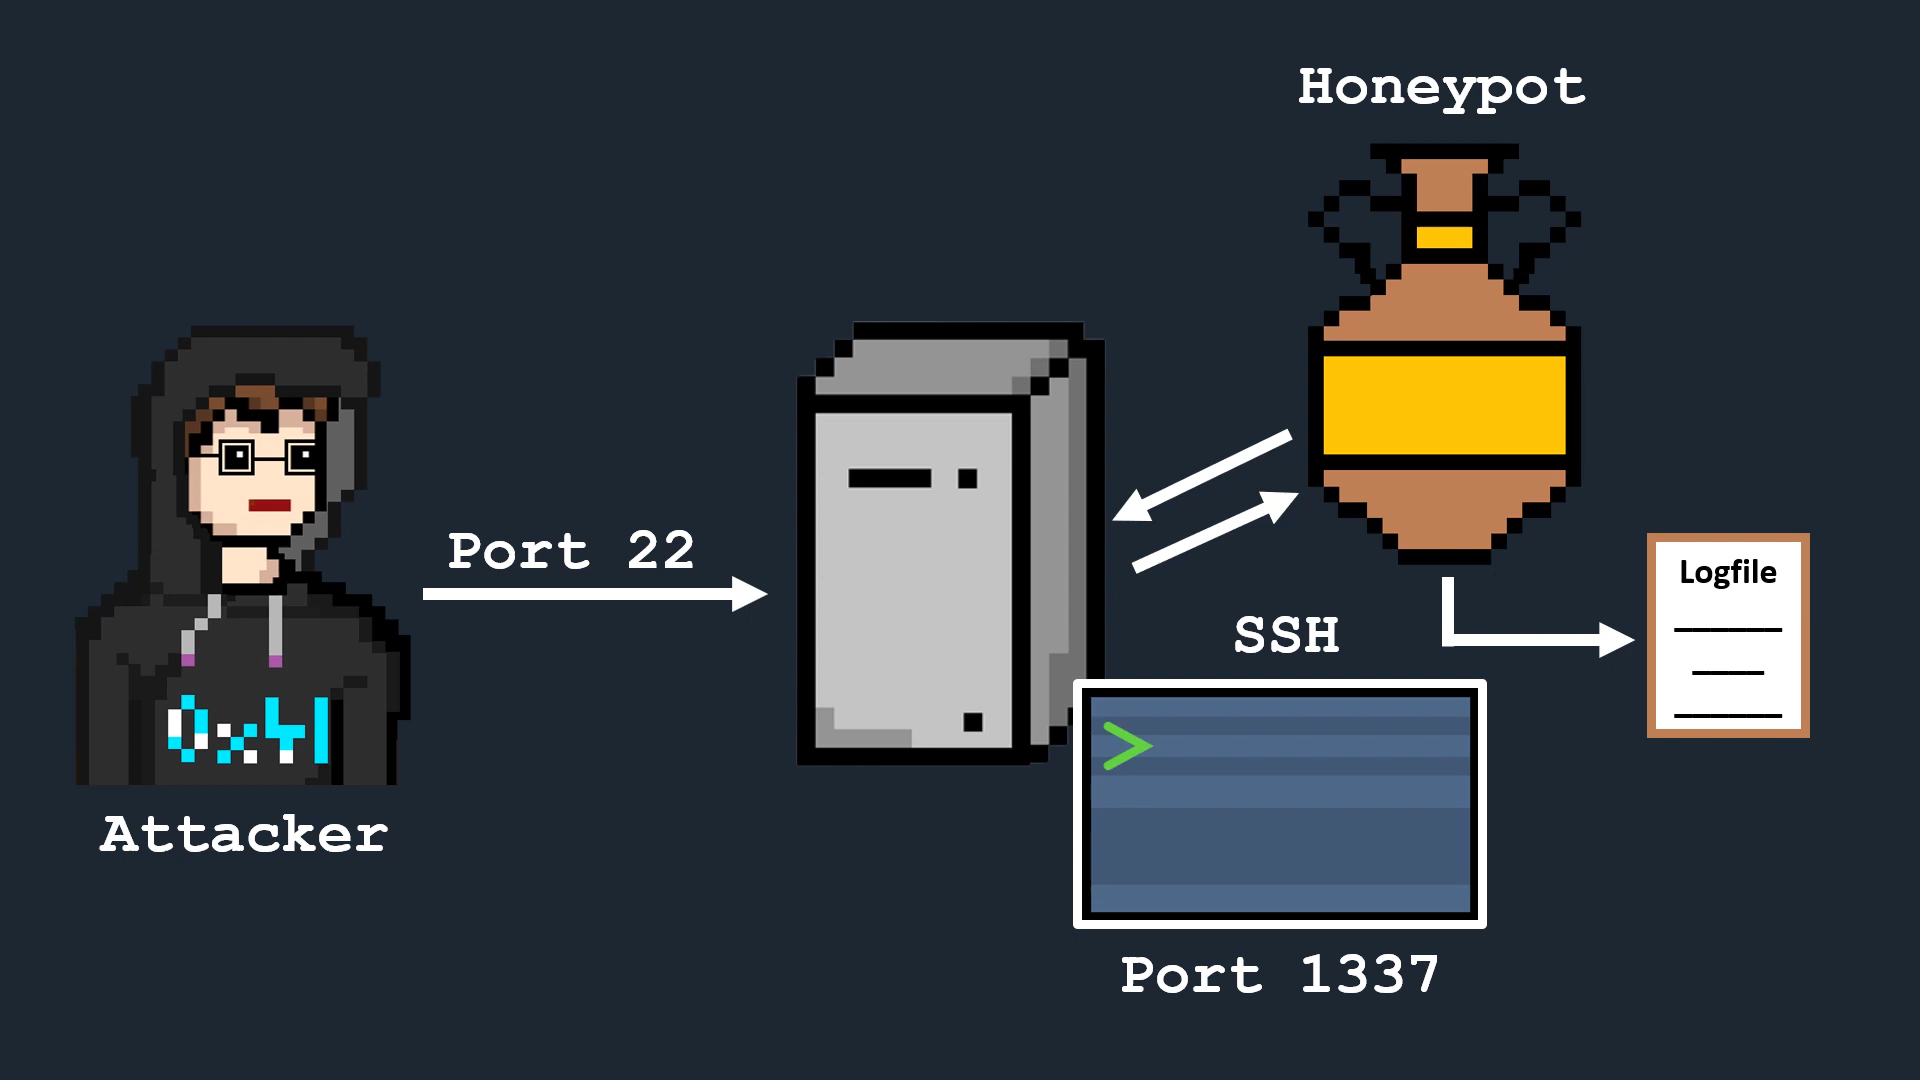 Honeypot
Port 22
Logfile
SSH
0x41
>
Attacker
Port 1337